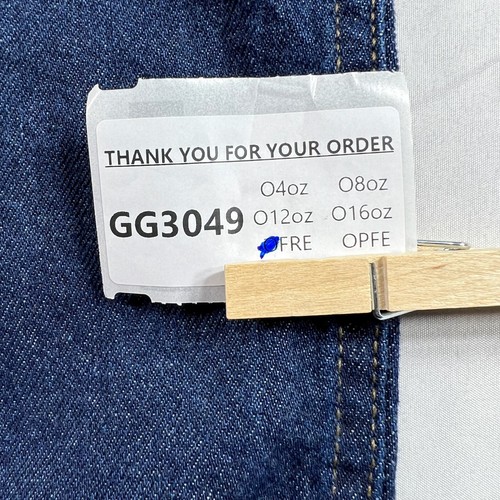 THANK YOU FOR YOUR ORDER
O4oz O8oz
GG3049 O12oz O16oz
FRE OPFE